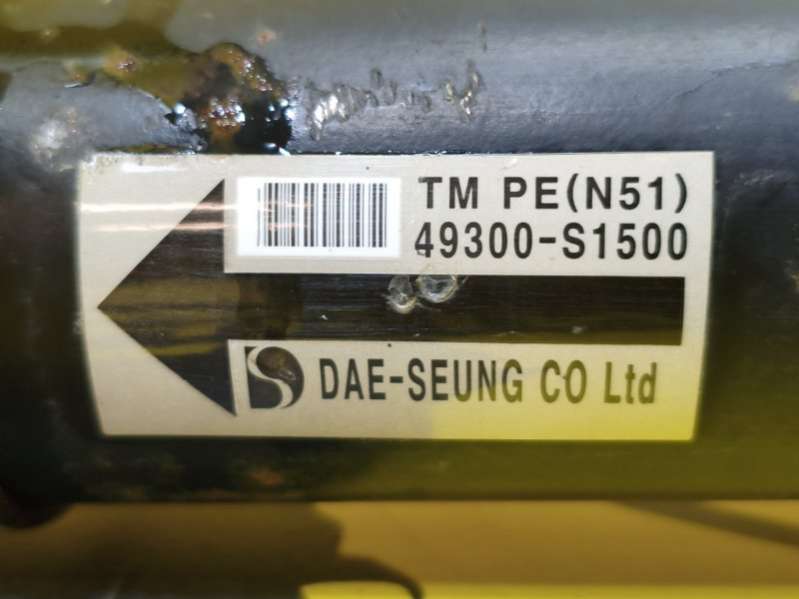 TM PE(N51)
49300-S1500
DAE-SEUNG CO Ltd